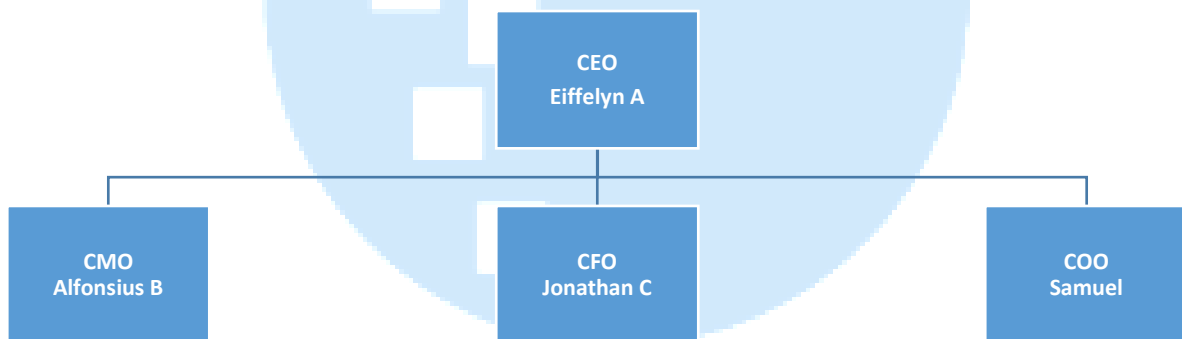 CEO
Eiffelyn A
CMO
Alfonsius B
CFO
Jonathan C
COO
Samuel